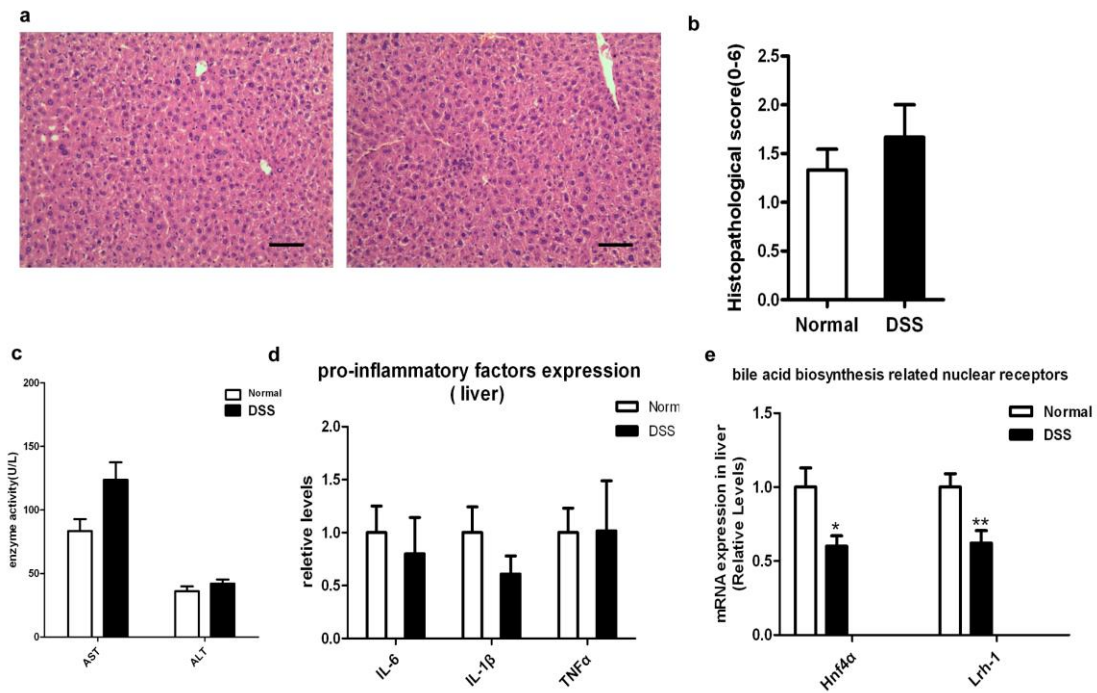 a
b
Histopathological score(0-6)
2.5
2.0
1.5
1.0
0.5
0.0
Normal
DSS
c
enzyme activity(U/L)
200
150
100
50
0
AST
ALT
Normal
DSS
d
pro-inflammatory factors expression
( liver)
Norm
DSS
reletive levels
2.0
1.5
1.0
0.5
0.0
IL-6
IL-1β
TNFα
e
bile acid biosynthesis related nuclear receptors
Normal
DSS
mRNA expression in liver
(Relative Levels)
1.5
1.0
0.5
0.0
*
**
Hnf4α
Lrh-1